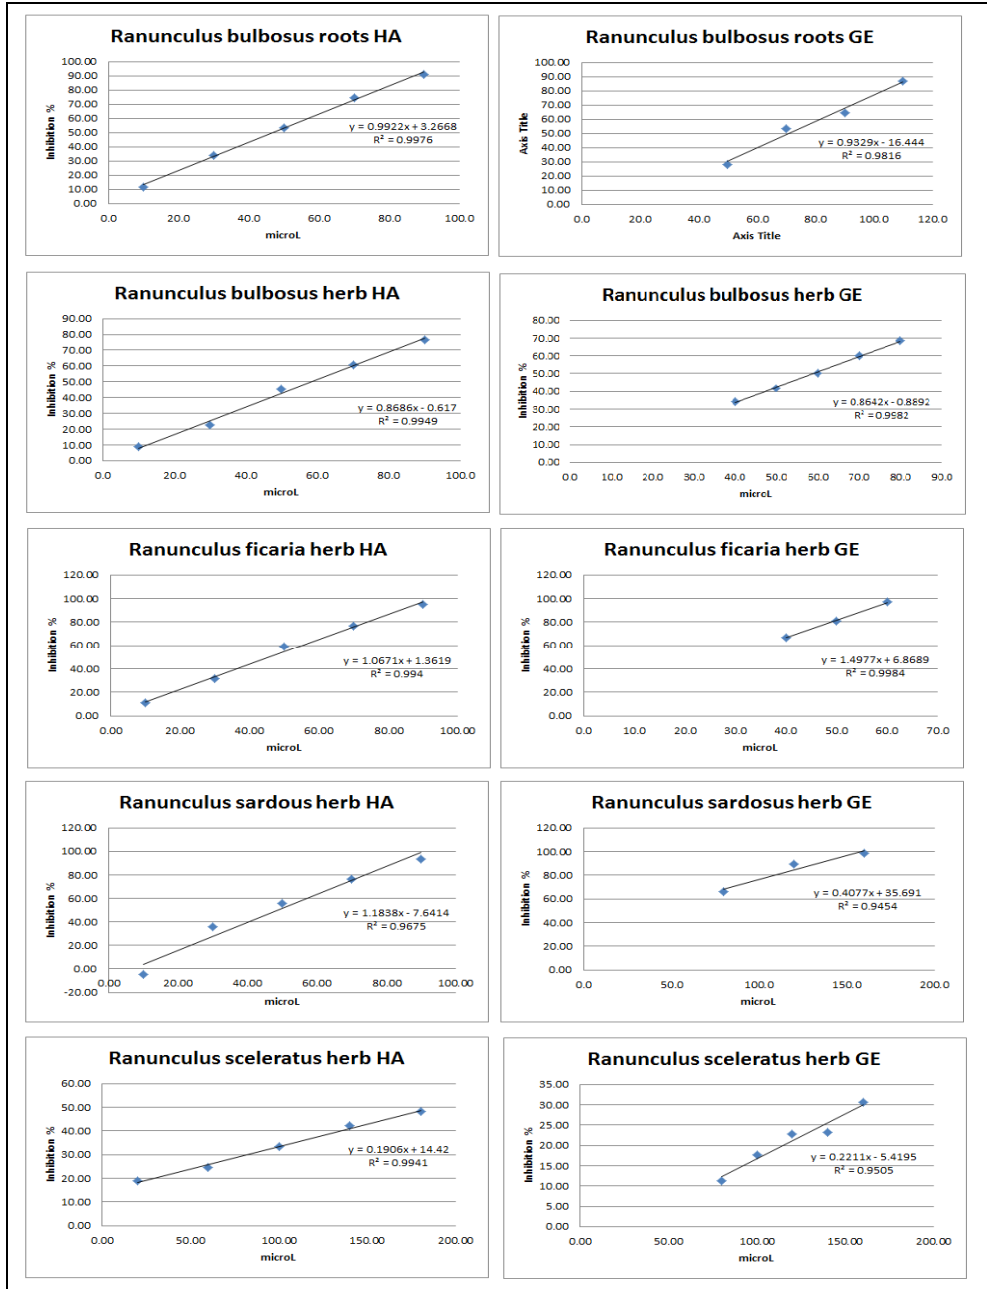 Ranunculus bulbosus roots HA
100.00
90.00
80.00
70.00
60.00
50.00
40.00
30.00
20.00
10.00
0.00
Inhibition %
y = 0.9922x + 3.2668
R² = 0.9976
0.0 20.0 40.0 60.0 80.0 100.0
microL
Ranunculus bulbosus roots GE
100.00
90.00
80.00
70.00
60.00
50.00
40.00
30.00
20.00
10.00
0.00
Axis Title
y = 0.9329x - 16.444
R² = 0.9816
0.0 20.0 40.0 60.0 80.0 100.0 120.0
Axis Title
Ranunculus bulbosus herb HA
90.00
80.00
70.00
60.00
50.00
40.00
30.00
20.00
10.00
0.00
Inhibition %
y = 0.8686x - 0.617
R² = 0.9949
0.0 20.0 40.0 60.0 80.0 100.0
microL
Ranunculus bulbosus herb GE
80.00
70.00
60.00
50.00
40.00
30.00
20.00
10.00
0.00
Inhibition %
y = 0.8642x - 0.8892
R² = 0.9982
0.0 10.0 20.0 30.0 40.0 50.0 60.0 70.0 80.0 90.0
microL
Ranunculus ficaria herb HA
120.00
100.00
80.00
60.00
40.00
20.00
0.00
Inhibition %
y = 1.0671x + 1.3619
R² = 0.994
0.00 20.00 40.00 60.00 80.00 100.00
microL
Ranunculus ficaria herb GE
120.00
100.00
80.00
60.00
40.00
20.00
0.00
Inhibition %
y = 1.4977x + 6.8689
R² = 0.9984
0.0 10.0 20.0 30.0 40.0 50.0 60.0 70.0
microL
Ranunculus sardous herb HA
120.00
100.00
80.00
60.00
40.00
20.00
0.00
-20.00
Inhibition %
y = 1.1838x - 7.6414
R² = 0.9675
0.00 20.00 40.00 60.00 80.00 100.00
microL
Ranunculus sardosus herb GE
120.00
100.00
80.00
60.00
40.00
20.00
0.00
Inhibition %
y = 0.4077x + 35.691
R² = 0.9454
0.0 50.0 100.0 150.0 200.0
microL
Ranunculus sceleratus herb HA
60.00
50.00
40.00
30.00
20.00
10.00
0.00
Inhibition %
y = 0.1906x + 14.42
R² = 0.9941
0.00 50.00 100.00 150.00 200.00
microL
Ranunculus sceleratus herb GE
35.00
30.00
25.00
20.00
15.00
10.00
5.00
0.00
Inhibition %
y = 0.2211x - 5.4195
R² = 0.9505
0.00 50.00 100.00 150.00 200.00
microL